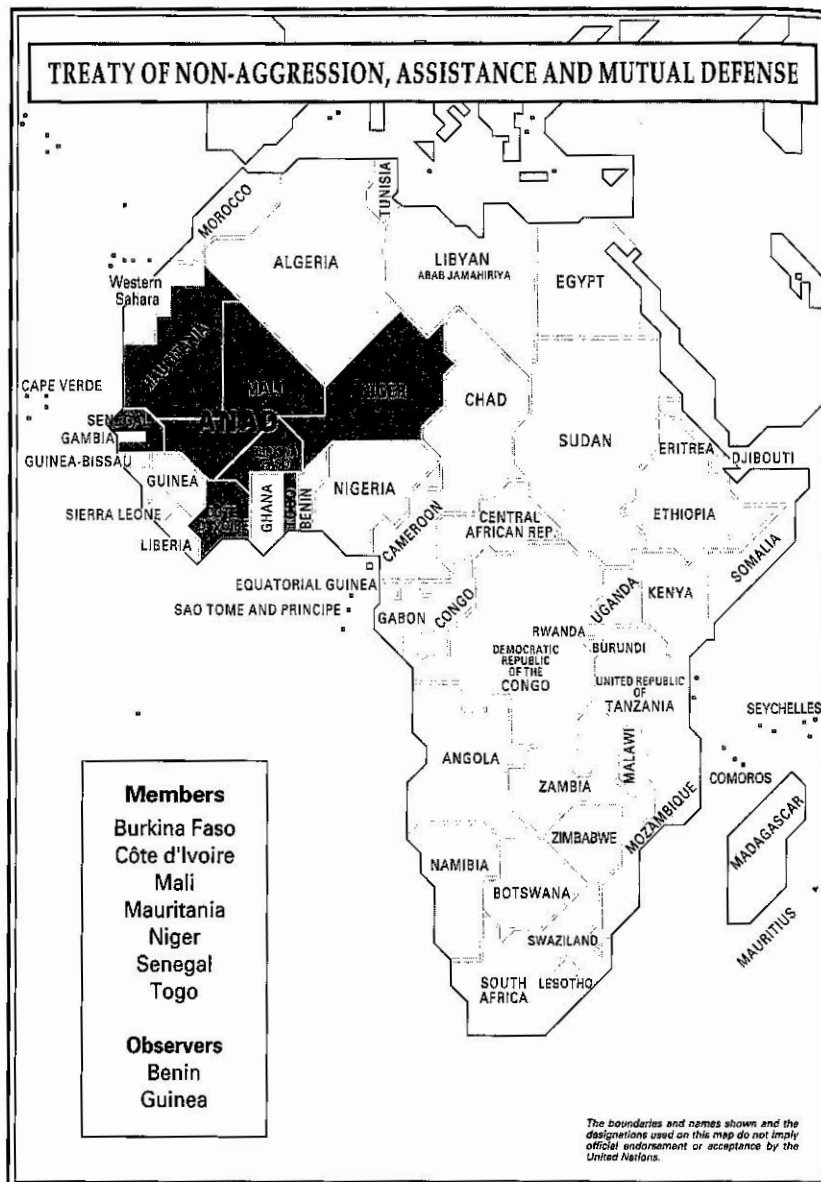 TREATY OF NON-AGGRESSION, ASSISTANCE AND MUTUAL DEFENSE
MOROCCO
TUNISIA
ALGERIA
LIBYAN
ARAB JAMAHIRIYA
EGYPT
Western
Sahara
MAURITANIA
MALI
NIGER
CHAD
SUDAN
ERITREA
DJIBOUTI
CAPE VERDE
SENEGAL
ANAD
GAMBIA
GUINEA-BISSAU
GUINEA
SIERRA LEONE
LIBERIA
CÔTE
D'IVOIRE
GHANA
TOGO
BENIN
NIGERIA
CAMEROON
CENTRAL
AFRICAN REP.
ETHIOPIA
SOMALIA
EQUATORIAL GUINEA
SAO TOME AND PRINCIPE
GABON
CONGO
UGANDA
KENYA
RWANDA
BURUNDI
DEMOCRATIC
REPUBLIC
OF THE
CONGO
UNITED REPUBLIC
OF
TANZANIA
SEYCHELLES
ANGOLA
ZAMBIA
MALAWI
COMOROS
MOZAMBIQUE
ZIMBABWE
MADAGASCAR
MAURITIUS
NAMIBIA
BOTSWANA
SWAZILAND
SOUTH
AFRICA
LESOTHO
Members
Burkina Faso
Côte d'Ivoire
Mali
Mauritania
Niger
Senegal
Togo
Observers
Benin
Guinea
The boundaries and names shown and the
designations used on this map do not imply
official endorsement or acceptance by the
United Nations.